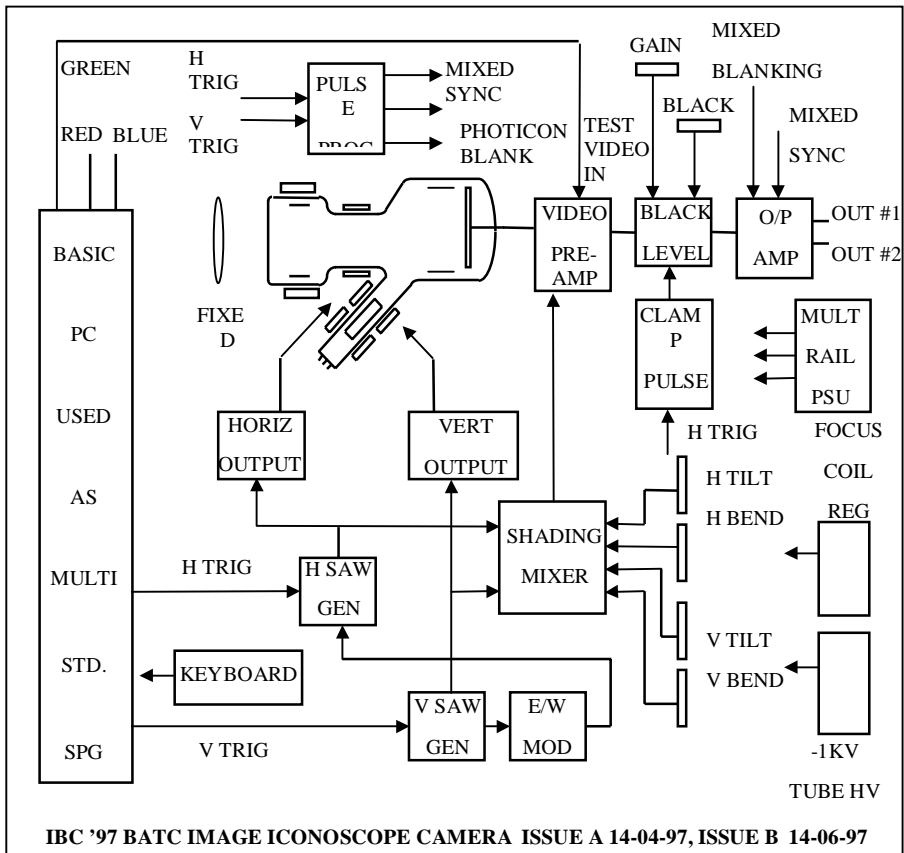 GREEN
RED BLUE
H
TRIG
V
TRIG
PULS
E
PROC
MIXED
SYNC
PHOTICON
BLANK
TEST
VIDEO
IN
GAIN
BLACK
MIXED
BLANKING
MIXED
SYNC
BASIC
PC
USED
AS
MULTI
STD.
SPG
FIXE
D
VIDEO
PRE-
AMP
BLACK
LEVEL
O/P
AMP
OUT #1
OUT #2
CLAM
P
PULSE
MULT
RAIL
PSU
HORIZ
OUTPUT
VERT
OUTPUT
H TRIG
FOCUS
COIL
REG
H TILT
H BEND
SHADING
MIXER
H TRIG
H SAW
GEN
V TILT
V BEND
KEYBOARD
V TRIG
V SAW
GEN
E/W
MOD
-1KV
TUBE HV
IBC '97 BATC IMAGE ICONOSCOPE CAMERA ISSUE A 14-04-97, ISSUE B 14-06-97